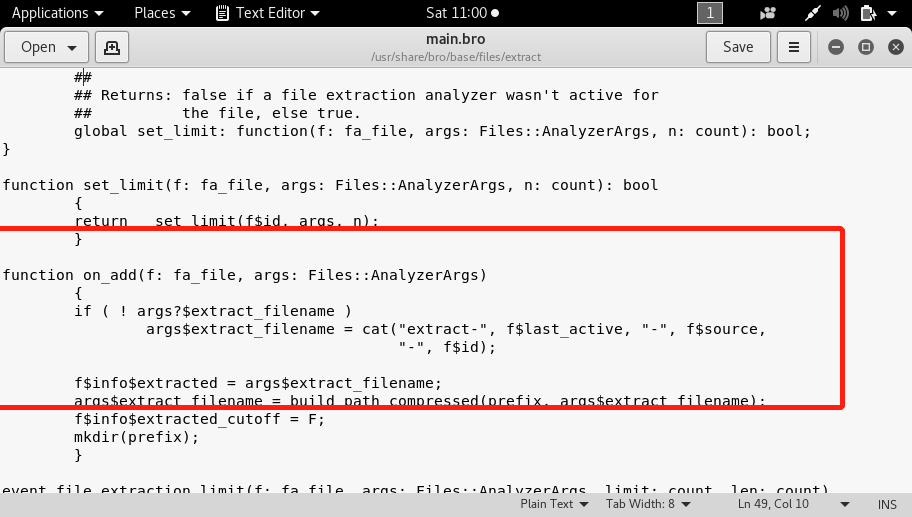 Applications Places Text Editor Sat 11:00 1
Open main.bro Save
/usr/share/bro/base/files/extract
##
## Returns: false if a file extraction analyzer wasn't active for
## the file, else true.
global set_limit: function(f: fa_file, args: Files::AnalyzerArgs, n: count): bool;
}
function set_limit(f: fa_file, args: Files::AnalyzerArgs, n: count): bool
{
return __set_limit(f$id, args, n);
}
function on_add(f: fa_file, args: Files::AnalyzerArgs)
{
if ( ! args?$extract_filename )
args$extract_filename = cat("extract-", f$last_active, "-", f$source,
"-", f$id);
f$info$extracted = args$extract_filename;
args$extract_filename = build_path_compressed(prefix, args$extract_filename);
f$info$extracted_cutoff = F;
mkdir(prefix);
}
event file_extraction_limit(f: fa_file, args: Files::AnalyzerArgs, limit: count, len: count)
Plain Text Tab Width: 8 Ln 49, Col 10 INS